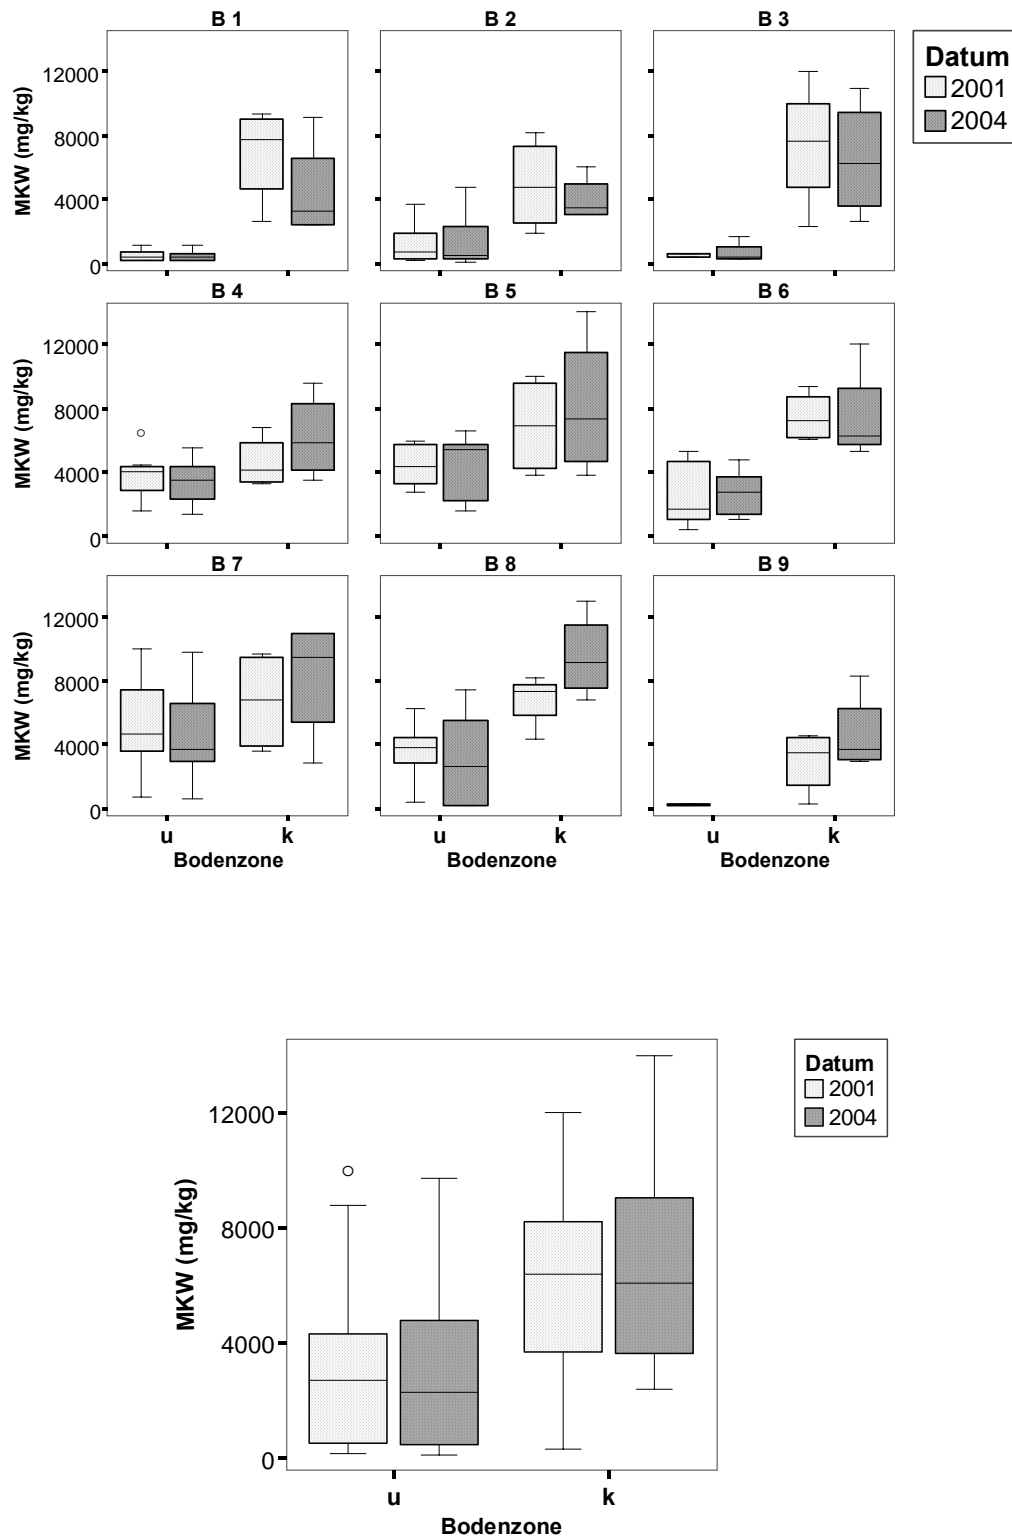 B 1 B 2 B 3
Datum
2001
2004
MKW (mg/kg)
12000
8000
4000
0
B 4 B 5 B 6
MKW (mg/kg)
12000
8000
4000
0
B 7 B 8 B 9
MKW (mg/kg)
12000
8000
4000
0
u k u k u k
Bodenzone Bodenzone Bodenzone
Datum
2001
2004
MKW (mg/kg)
12000
8000
4000
0
u k
Bodenzone